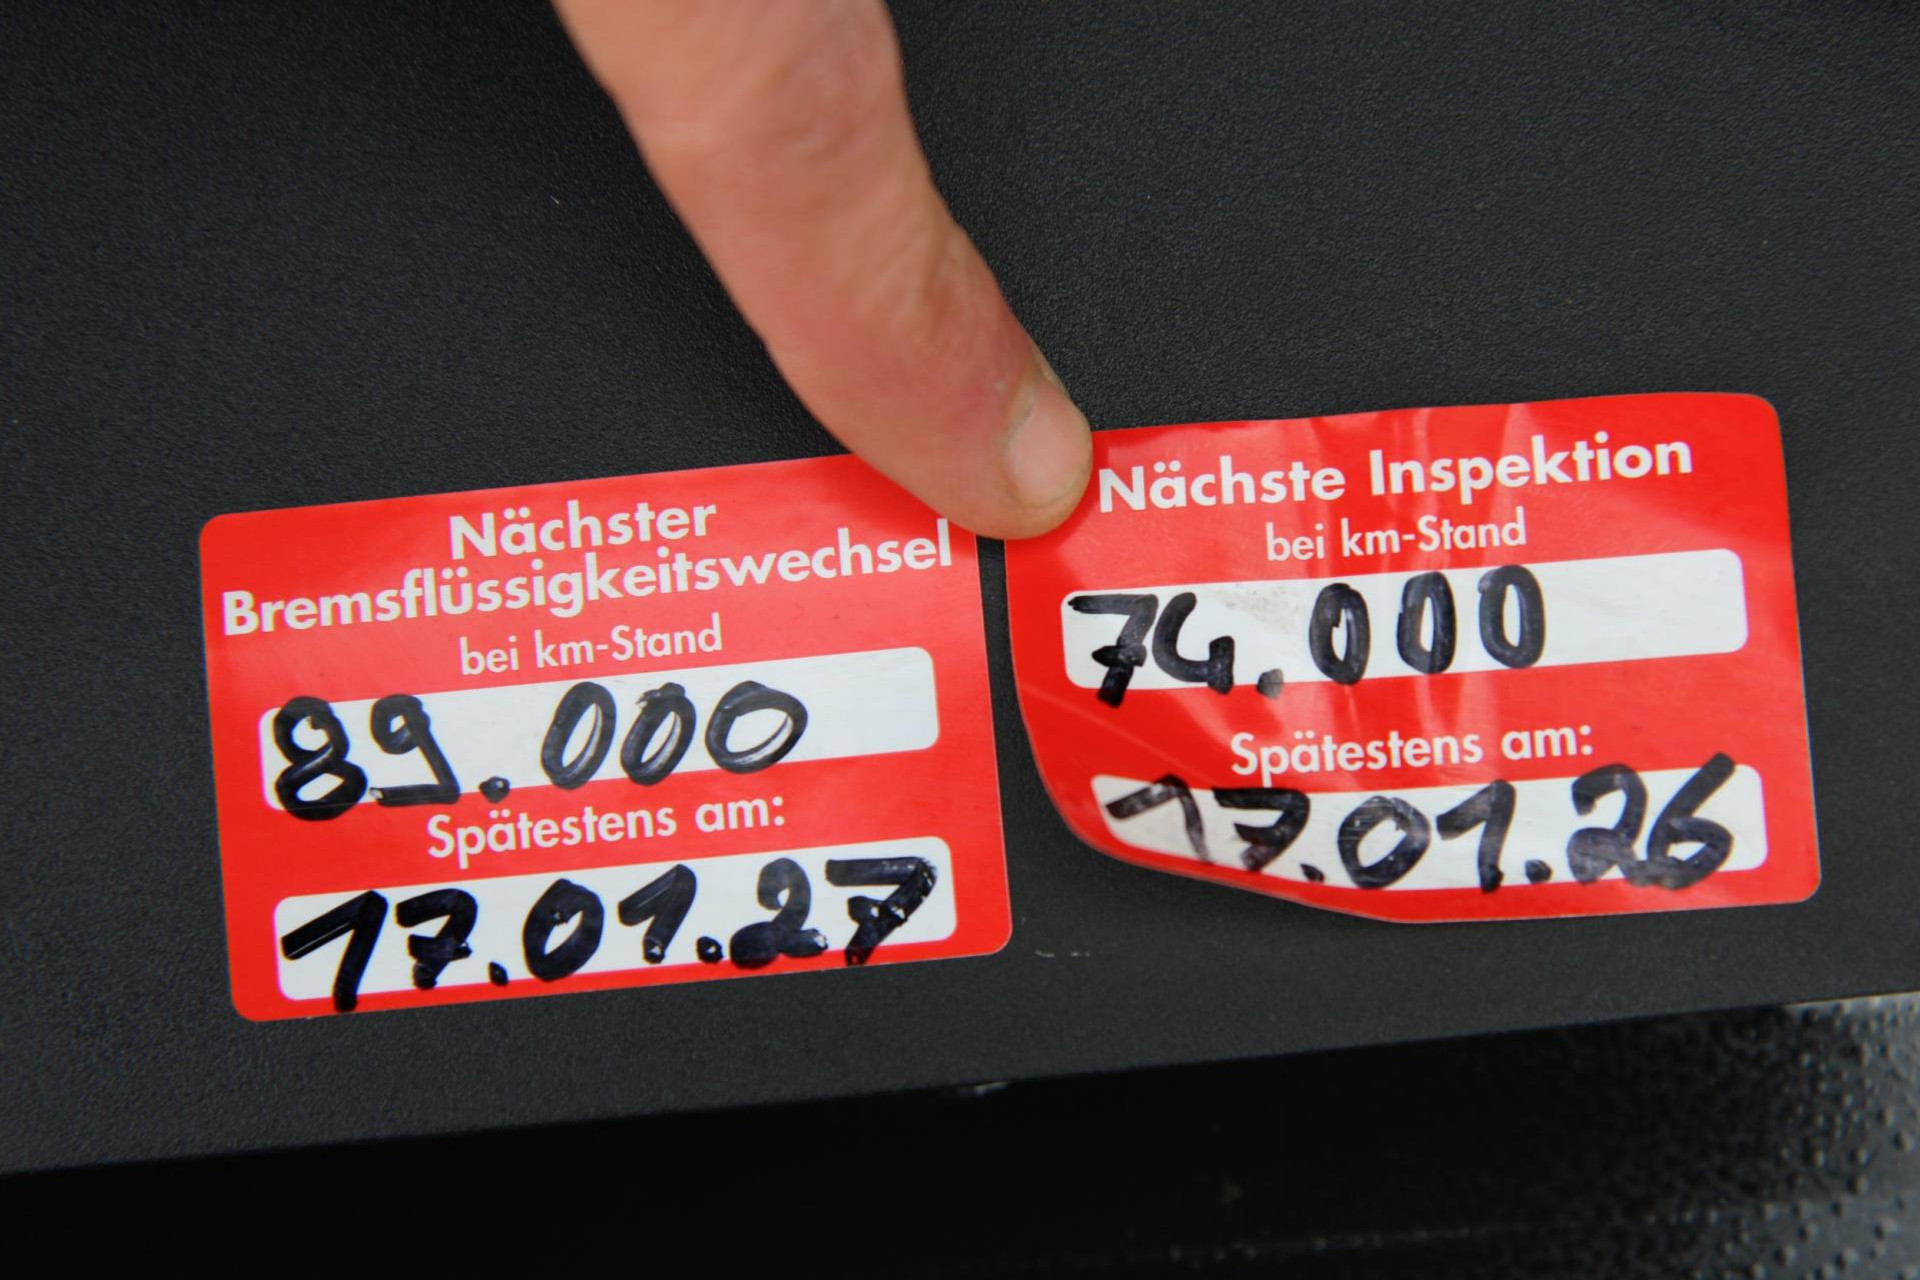 Nächster
Bremsflüssigkeitswechsel
bei km-Stand
89.000
Spätestens am:
17.01.27
Nächste Inspektion
bei km-Stand
74.000
Spätestens am:
17.01.26